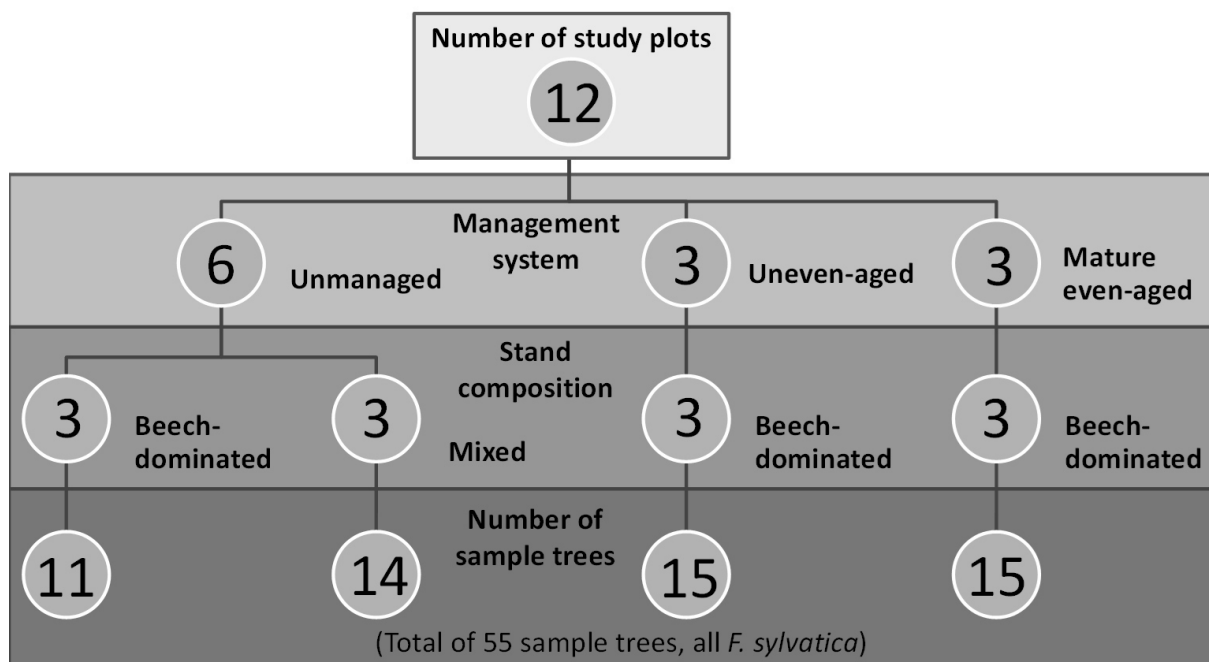 Number of study plots
12
Management
system
6
Unmanaged
3
Uneven-aged
3
Mature
even-aged
Stand
composition
3
Beech-
dominated
3
Mixed
3
Beech-
dominated
3
Beech-
dominated
Number of
sample trees
11
14
15
15
(Total of 55 sample trees, all F. sylvatica)